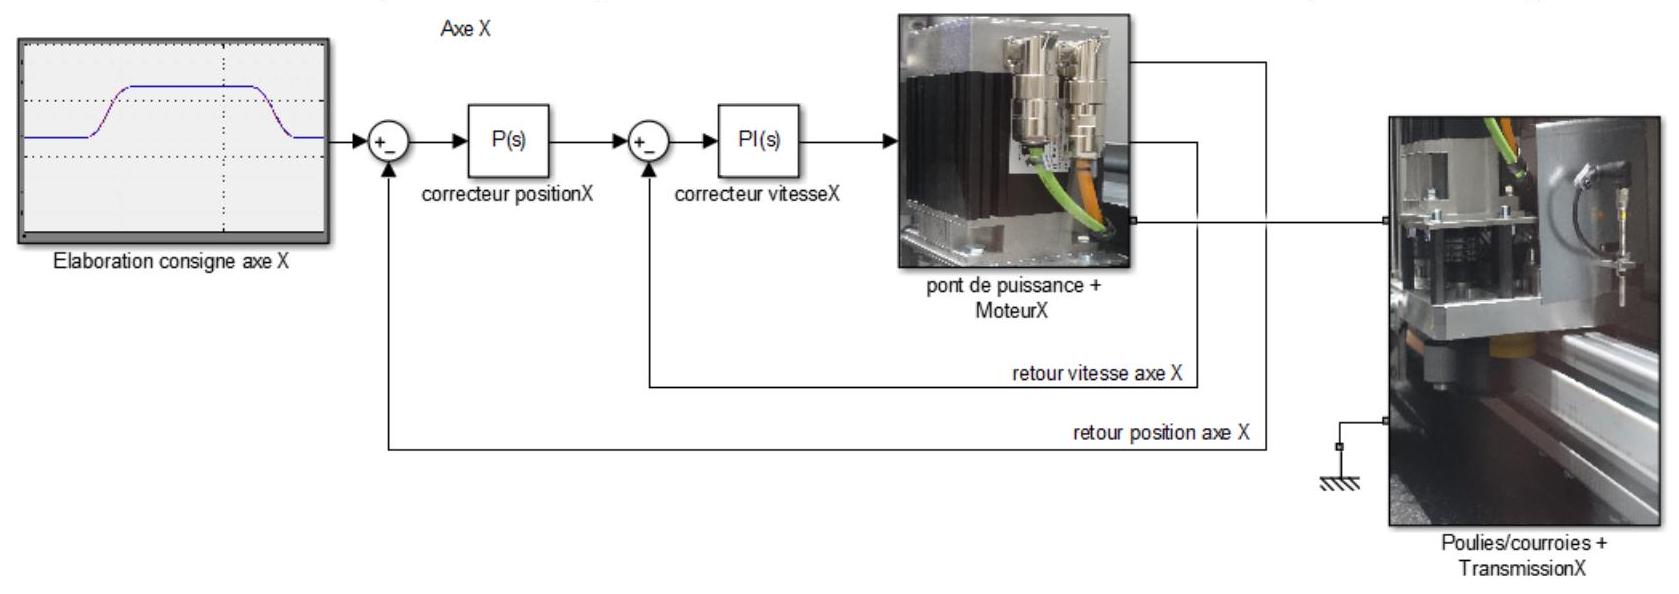 Axe X
Elaboration consigne axe X
+
-
P(s)
correcteur positionX
+
-
PI(s)
correcteur vitesseX
pont de puissance +
MoteurX
retour vitesse axe X
retour position axe X
Poulies/courroies +
TransmissionX